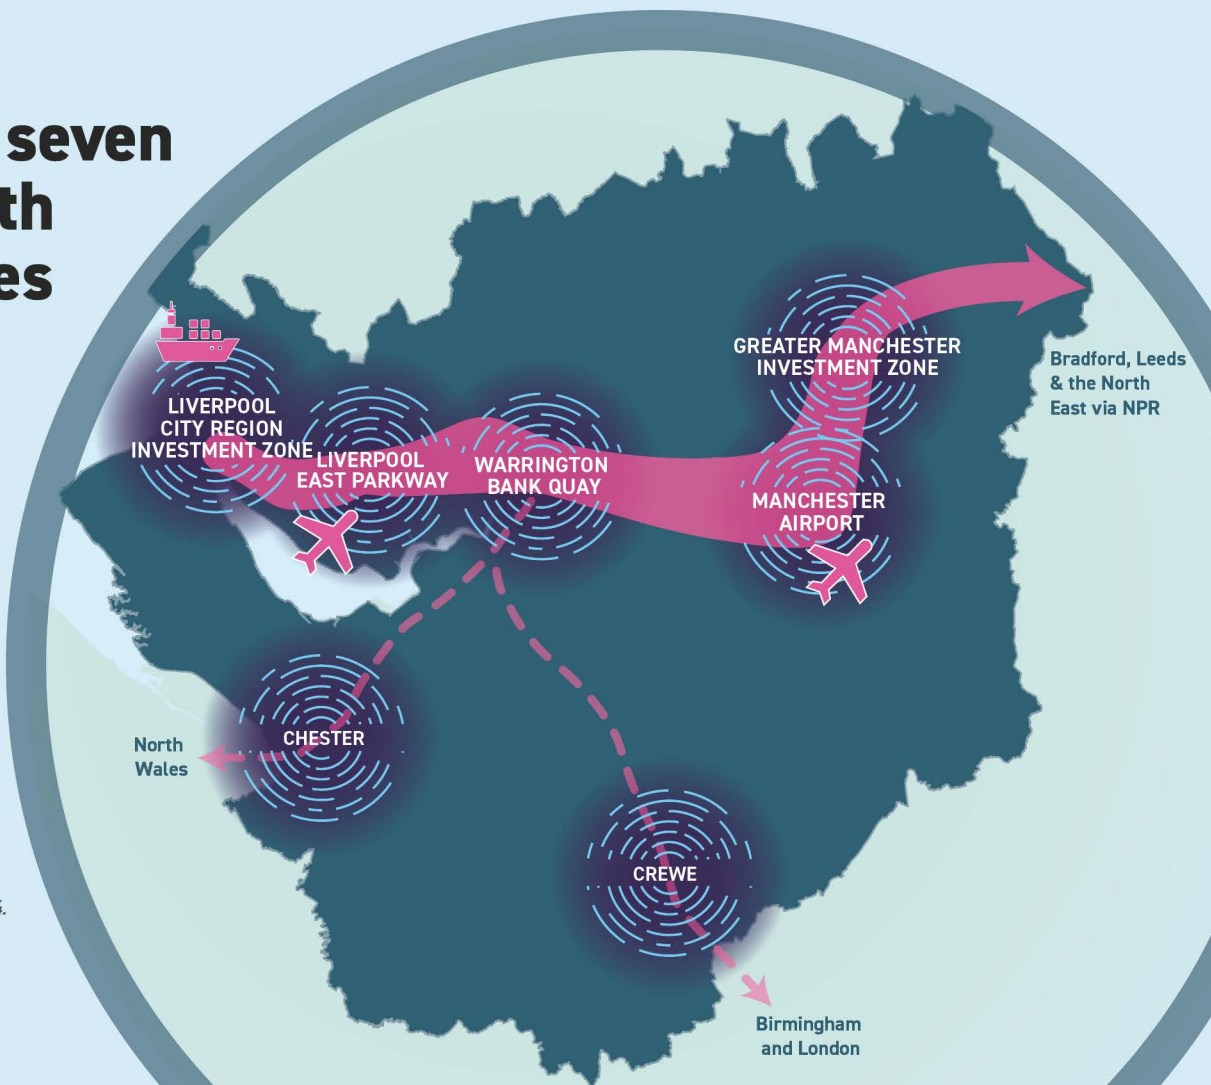 seven
th
es
GREATER MANCHESTER
INVESTMENT ZONE
Bradford, Leeds
& the North
East via NPR
LIVERPOOL
CITY REGION
INVESTMENT ZONE
LIVERPOOL
EAST PARKWAY
WARRINGTON
BANK QUAY
MANCHESTER
AIRPORT
North
Wales
CHESTER
CREWE
Birmingham
and London